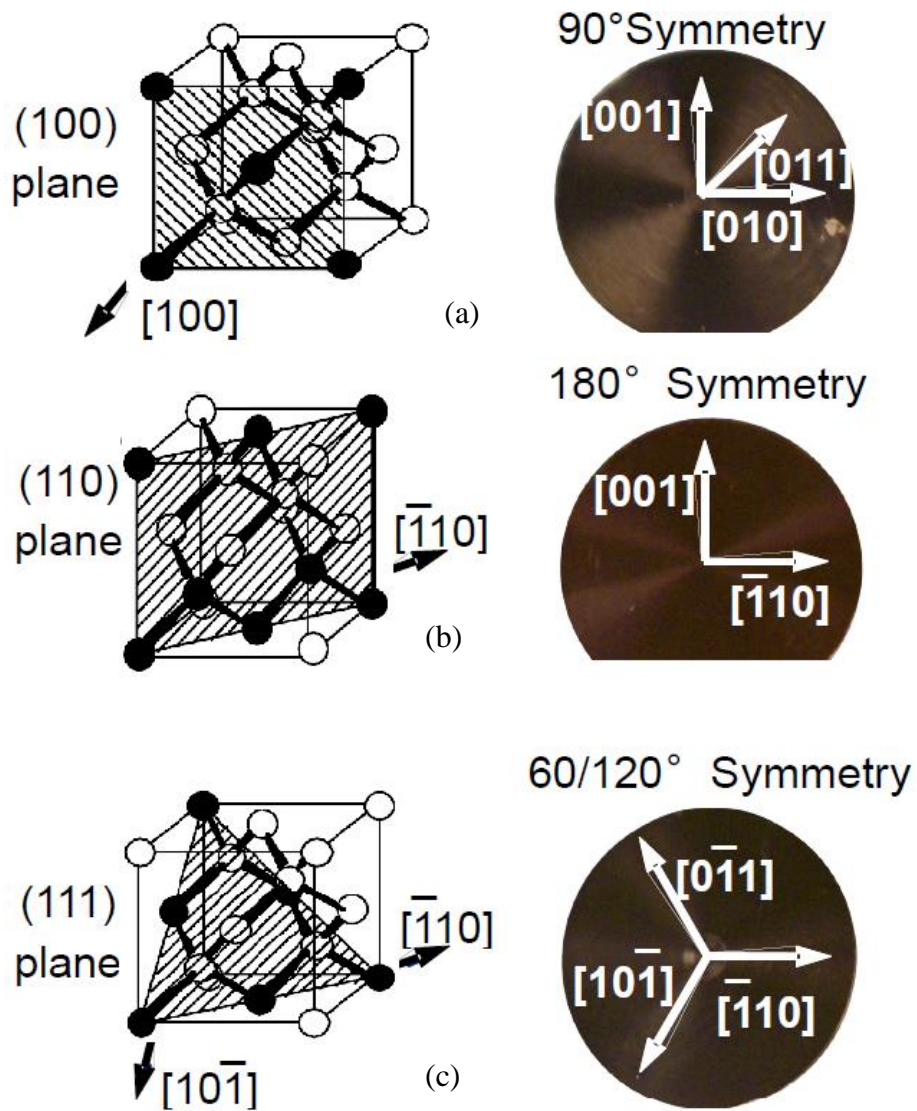 90°Symmetry
(100)
plane
[001]
[011]
[010]
[100]
(a)
180° Symmetry
(110)
plane
[1̅10]
[001]
[1̅10]
(b)
60/120° Symmetry
(111)
plane
[1̅10]
[01̅1]
[101̅]
[1̅10]
[101̅]
(c)